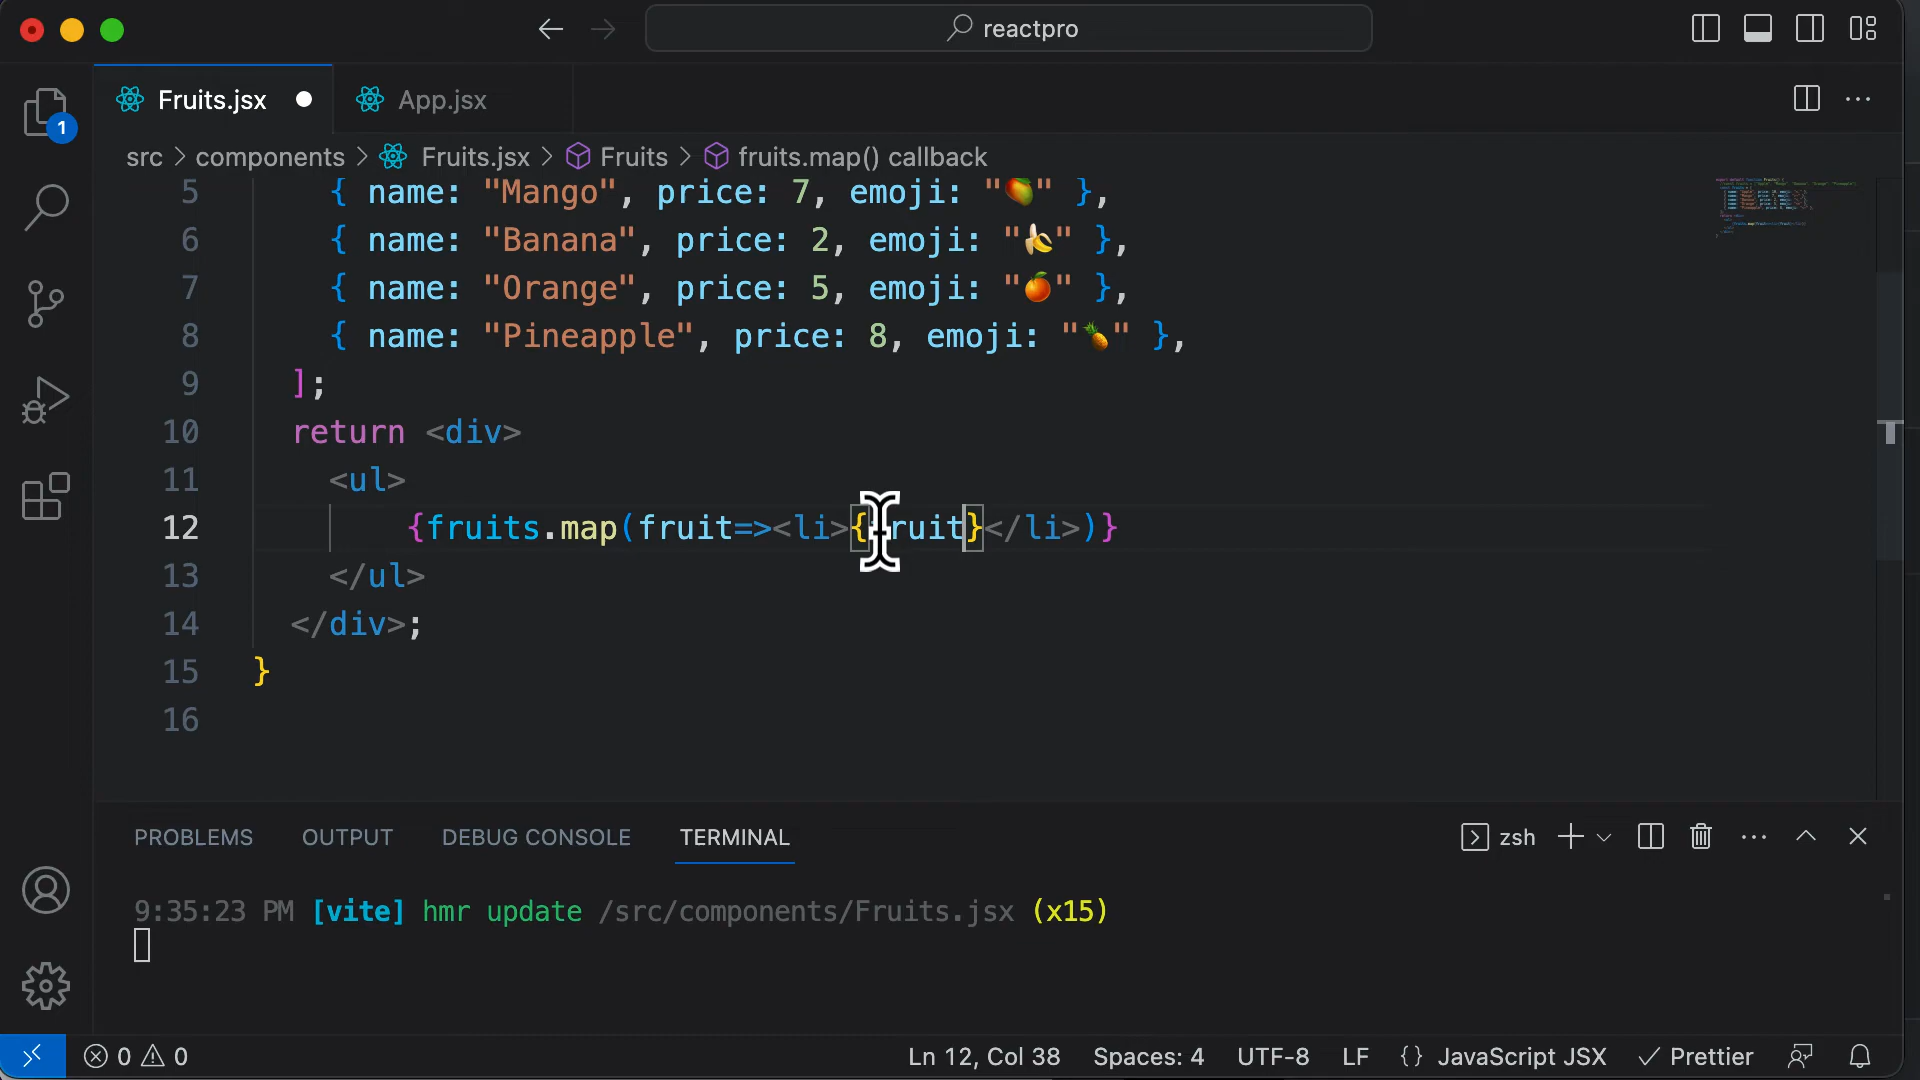 reactpro
Fruits.jsx
App.jsx
src > components > Fruits.jsx > Fruits > fruits.map() callback
5 { name: "Mango", price: 7, emoji: "🥭" },
6 { name: "Banana", price: 2, emoji: "🍌" },
7 { name: "Orange", price: 5, emoji: "🍊" },
8 { name: "Pineapple", price: 8, emoji: "🍍" },
9 ];
10 return <div>
11 <ul>
12 {fruits.map(fruit=><li>{fruit}</li>)}
13 </ul>
14 </div>;
15 }
16
1
PROBLEMS OUTPUT DEBUG CONSOLE TERMINAL zsh
9:35:23 PM [vite] hmr update /src/components/Fruits.jsx (x15)
0 0 Ln 12, Col 38 Spaces: 4 UTF-8 LF {} JavaScript JSX Prettier